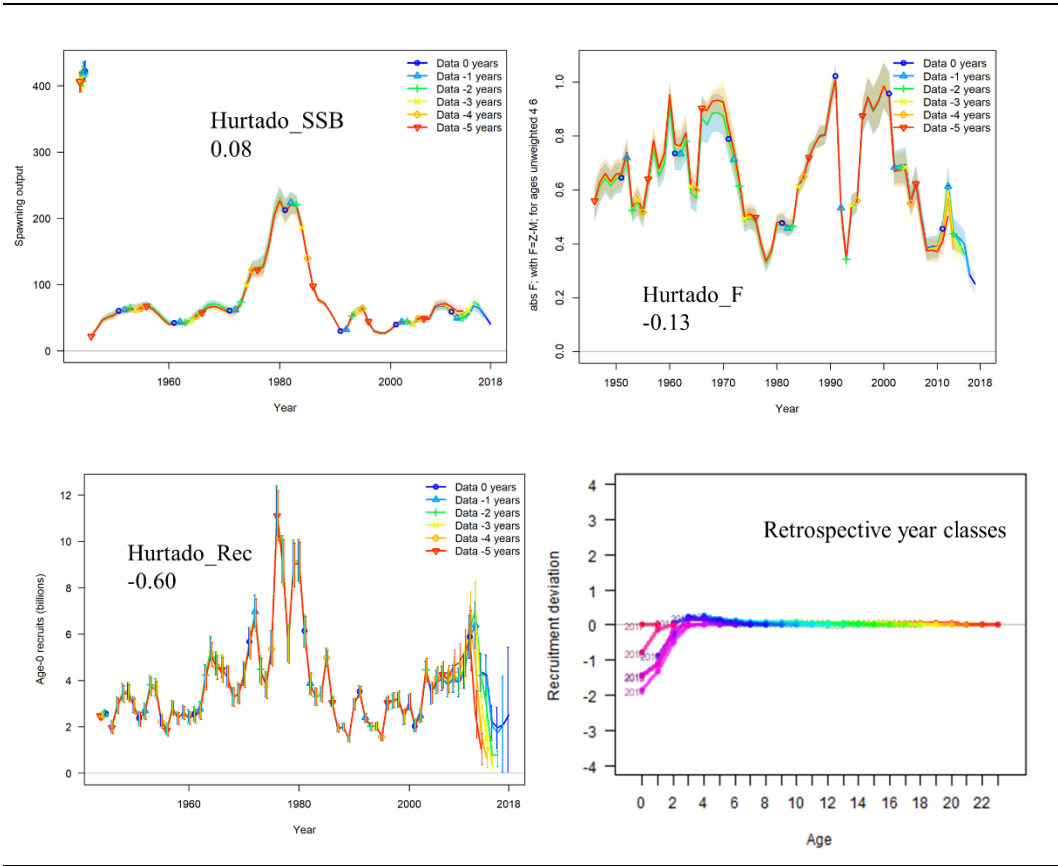 Data 0 years
Data -1 years
Data -2 years
Data -3 years
Data -4 years
Data -5 years
Hurtado_SSB
0.08
Spawning output
0
50
100
200
300
400
1960
1980
2000
2018
Year
Data 0 years
Data -1 years
Data -2 years
Data -3 years
Data -4 years
Data -5 years
Hurtado_F
-0.13
abs F; with F=Z-M; for ages unweighted 4 6
0.0
0.2
0.4
0.6
0.8
1.0
1950
1960
1970
1980
1990
2000
2010
2018
Year
Data 0 years
Data -1 years
Data -2 years
Data -3 years
Data -4 years
Data -5 years
Hurtado_Rec
-0.60
Age-0 recruits (billions)
0
2
4
6
8
10
12
1960
1980
2000
2018
Year
Retrospective year classes
Recruitment deviation
4
3
2
1
0
-1
-2
-3
-4
0 2 4 6 8 10 12 14 16 18 20 22
Age